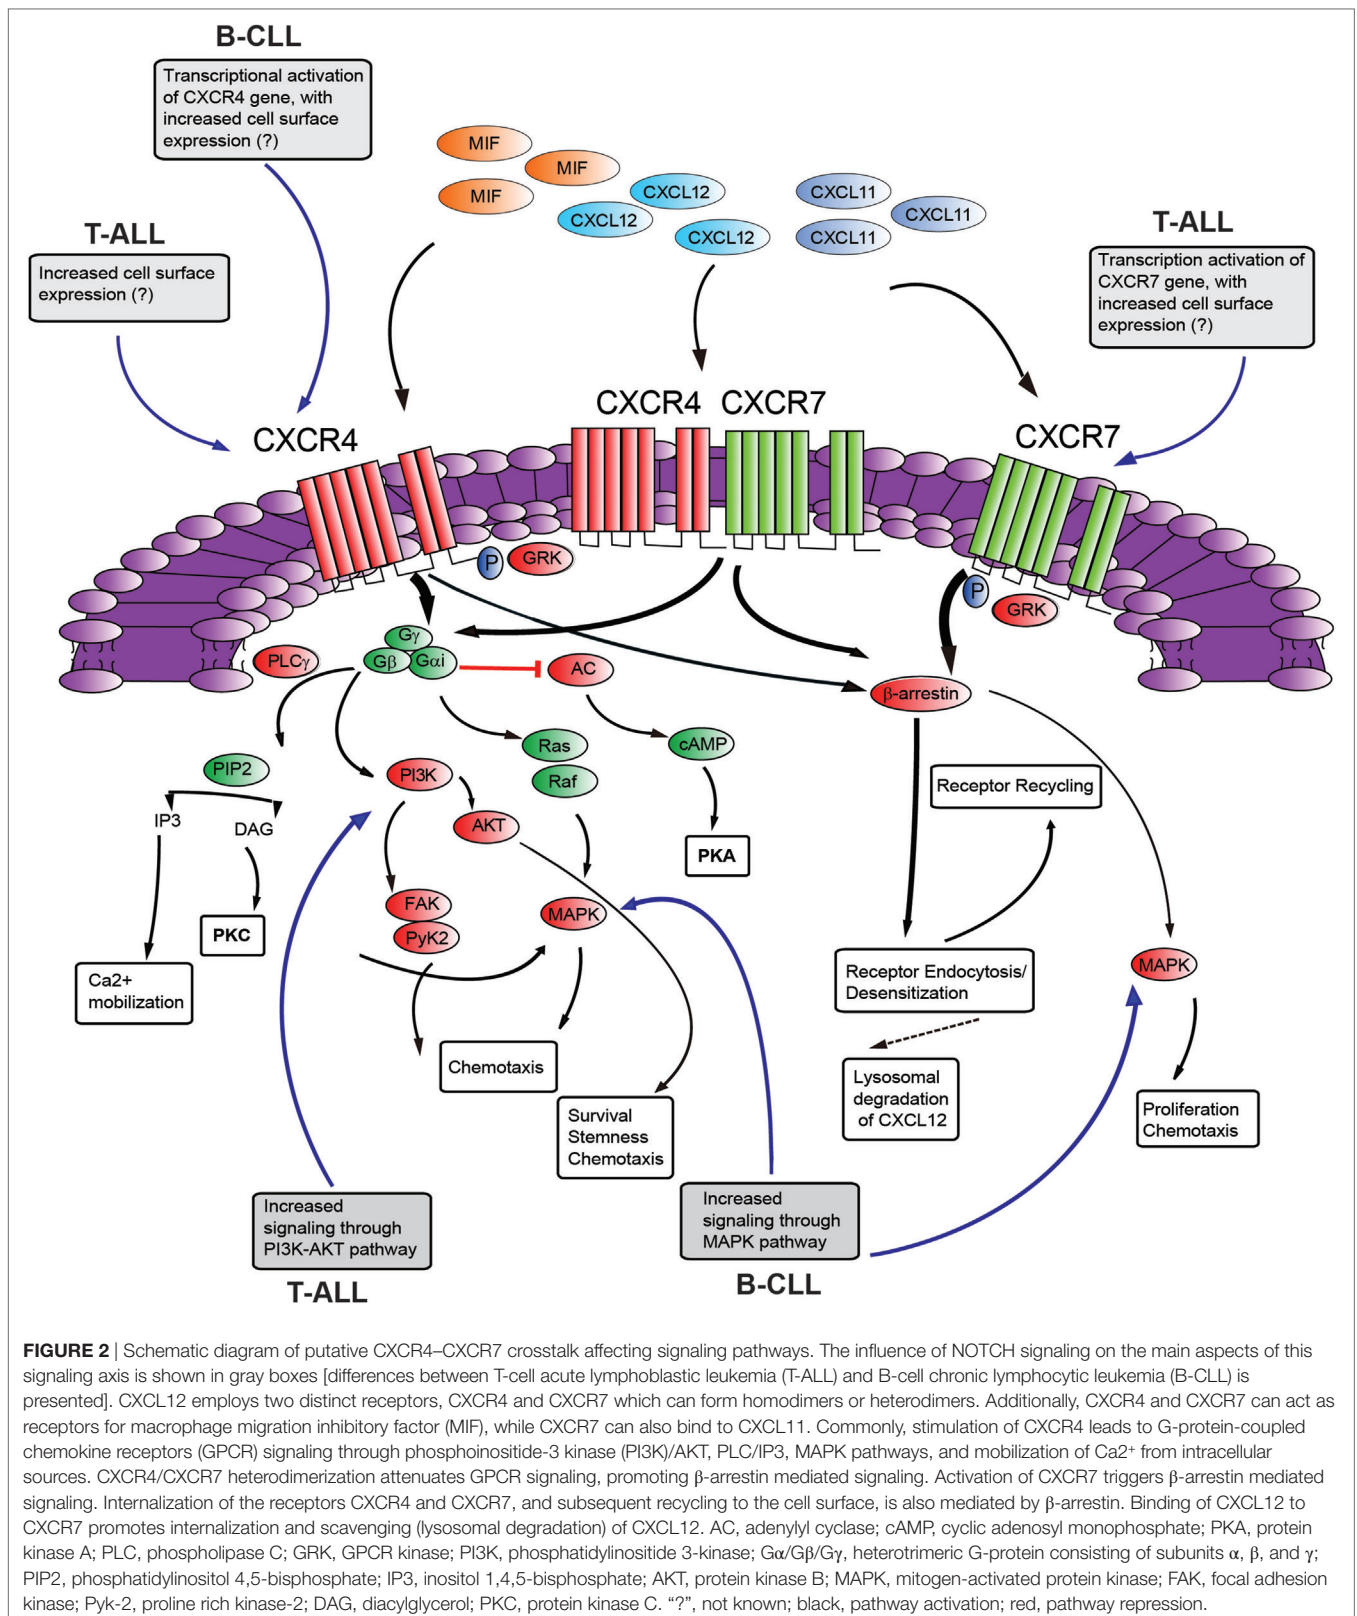 B-CLL
Transcriptional activation
of CXCR4 gene, with
increased cell surface
expression (?)
T-ALL
Increased cell surface
expression (?)
MIF
MIF
MIF
CXCL12
CXCL12
CXCL12
CXCL11
CXCL11
CXCL11
T-ALL
Transcription activation of
CXCR7 gene, with
increased cell surface
expression (?)
CXCR4
CXCR4 CXCR7
CXCR7
P
GRK
P
GRK
PLCγ
Gγ
Gβ
Gαi
AC
β-arrestin
PIP2
IP3
DAG
PI3K
AKT
Ras
Raf
cAMP
PKA
Receptor Recycling
FAK
PyK2
MAPK
PKC
Ca2+
mobilization
Receptor Endocytosis/
Desensitization
MAPK
Chemotaxis
Survival
Stemness
Chemotaxis
Lysosomal
degradation
of CXCL12
Proliferation
Chemotaxis
Increased
signaling through
PI3K-AKT pathway
T-ALL
Increased
signaling through
MAPK pathway
B-CLL
FIGURE 2 | Schematic diagram of putative CXCR4–CXCR7 crosstalk affecting signaling pathways. The influence of NOTCH signaling on the main aspects of this
signaling axis is shown in gray boxes [differences between T-cell acute lymphoblastic leukemia (T-ALL) and B-cell chronic lymphocytic leukemia (B-CLL) is
presented]. CXCL12 employs two distinct receptors, CXCR4 and CXCR7 which can form homodimers or heterodimers. Additionally, CXCR4 and CXCR7 can act as
receptors for macrophage migration inhibitory factor (MIF), while CXCR7 can also bind to CXCL11. Commonly, stimulation of CXCR4 leads to G-protein-coupled
chemokine receptors (GPCR) signaling through phosphoinositide-3 kinase (PI3K)/AKT, PLC/IP3, MAPK pathways, and mobilization of Ca²⁺ from intracellular
sources. CXCR4/CXCR7 heterodimerization attenuates GPCR signaling, promoting β-arrestin mediated signaling. Activation of CXCR7 triggers β-arrestin mediated
signaling. Internalization of the receptors CXCR4 and CXCR7, and subsequent recycling to the cell surface, is also mediated by β-arrestin. Binding of CXCL12 to
CXCR7 promotes internalization and scavenging (lysosomal degradation) of CXCL12. AC, adenylyl cyclase; cAMP, cyclic adenosyl monophosphate; PKA, protein
kinase A; PLC, phospholipase C; GRK, GPCR kinase; PI3K, phosphatidylinositide 3-kinase; Gα/Gβ/Gγ, heterotrimeric G-protein consisting of subunits α, β, and γ;
PIP2, phosphatidylinositol 4,5-bisphosphate; IP3, inositol 1,4,5-bisphosphate; AKT, protein kinase B; MAPK, mitogen-activated protein kinase; FAK, focal adhesion
kinase; Pyk-2, proline rich kinase-2; DAG, diacylglycerol; PKC, protein kinase C. “?”, not known; black, pathway activation; red, pathway repression.